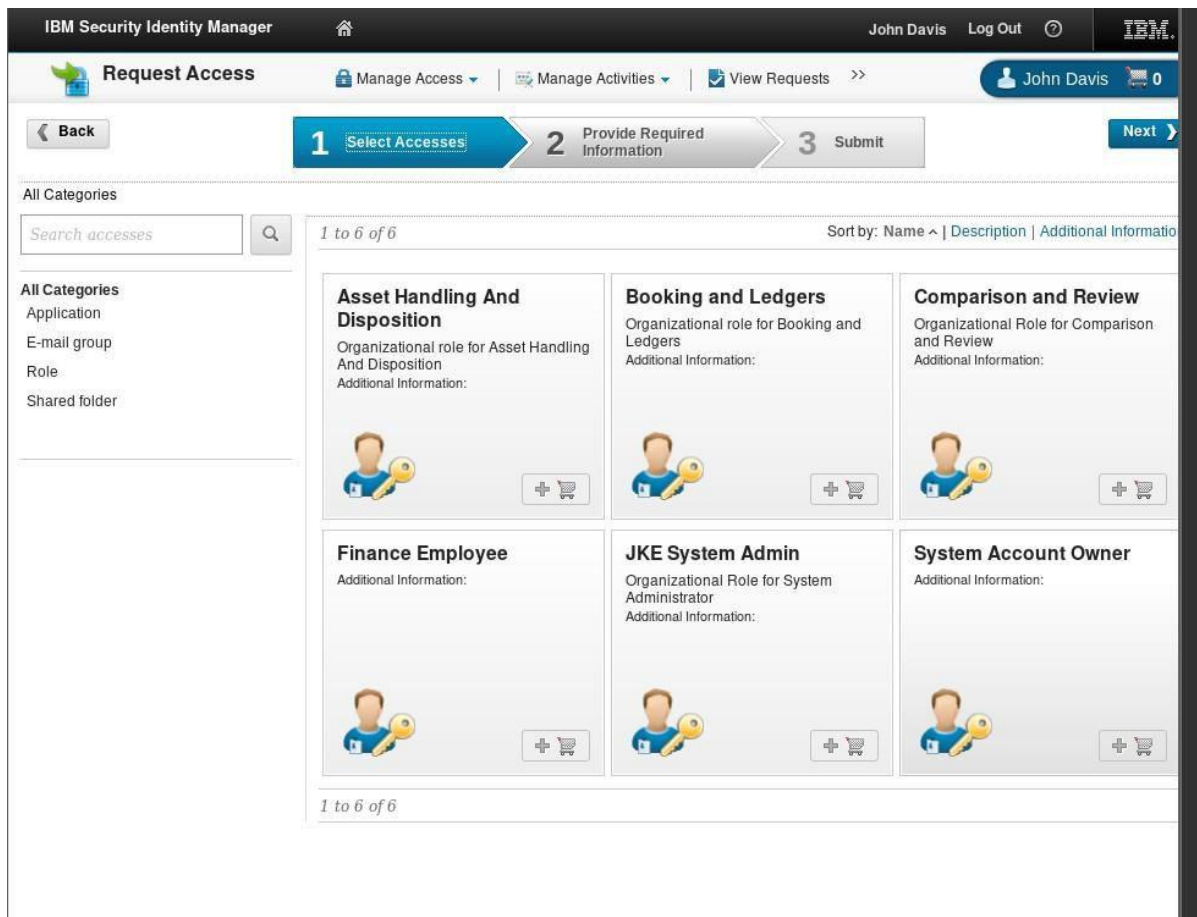 IBM Security Identity Manager
John Davis Log Out ?
IBM.
Request Access
Manage Access
Manage Activities
View Requests >>
John Davis 0
Back
1 Select Accesses
2 Provide Required
Information
3 Submit
Next
All Categories
Search accesses
1 to 6 of 6
Sort by: Name | Description | Additional Informatio
All Categories
Application
E-mail group
Role
Shared folder
Asset Handling And
Disposition
Organizational role for Asset Handling
And Disposition
Additional Information:
Booking and Ledgers
Organizational role for Booking and
Ledgers
Additional Information:
Comparison and Review
Organizational Role for Comparison
and Review
Additional Information:
Finance Employee
Additional Information:
JKE System Admin
Organizational Role for System
Administrator
Additional Information:
System Account Owner
Additional Information:
1 to 6 of 6